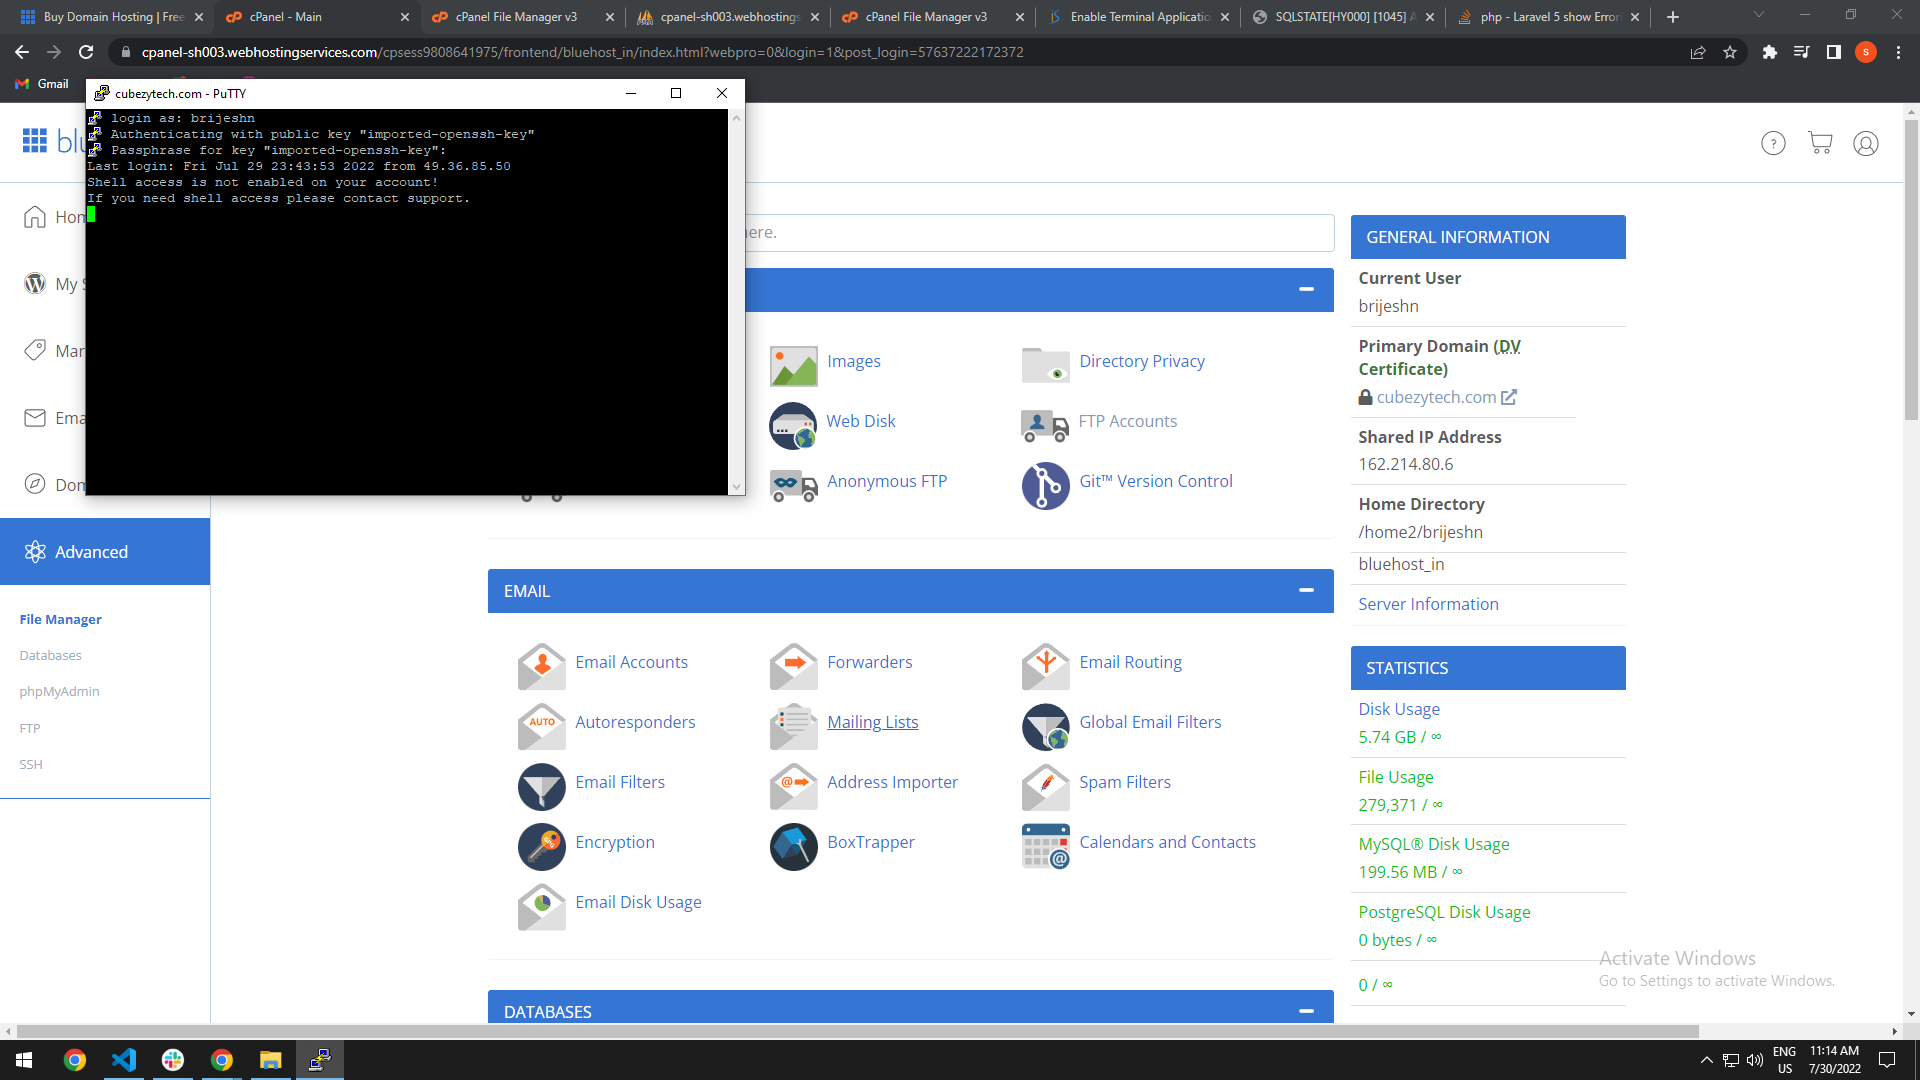 Buy Domain Hosting | Free
cPanel - Main
cPanel File Manager v3
cpanel-sh003.webhostings
cPanel File Manager v3
Enable Terminal Applicatio
SQLSTATE[HY000] [1045] A
php - Laravel 5 show Error
cpanel-sh003.webhostingservices.com/cpsess9808641975/frontend/bluehost_in/index.html?webpro=0&login=1&post_login=57637222172372
S
Gmail
cubezytech.com - PuTTY
login as: brijeshn
Authenticating with public key "imported-openssh-key"
Passphrase for key "imported-openssh-key":
Last login: Fri Jul 29 23:43:53 2022 from 49.36.85.50
Shell access is not enabled on your account!
If you need shell access please contact support.
blu
Hom
My S
Mar
Ema
Dom
Advanced
File Manager
Databases
phpMyAdmin
FTP
SSH
here.
Images
Directory Privacy
Web Disk
FTP Accounts
Anonymous FTP
Git™ Version Control
EMAIL
Email Accounts
Forwarders
Email Routing
AUTO
Autoresponders
Mailing Lists
Global Email Filters
Email Filters
Address Importer
Spam Filters
Encryption
BoxTrapper
Calendars and Contacts
Email Disk Usage
DATABASES
GENERAL INFORMATION
Current User
brijeshn
Primary Domain (DV
Certificate)
cubezytech.com
Shared IP Address
162.214.80.6
Home Directory
/home2/brijeshn
bluehost_in
Server Information
STATISTICS
Disk Usage
5.74 GB / ∞
File Usage
279,371 / ∞
MySQL® Disk Usage
199.56 MB / ∞
PostgreSQL Disk Usage
0 bytes / ∞
0 / ∞
Activate Windows
Go to Settings to activate Windows.
ENG
US
11:14 AM
7/30/2022